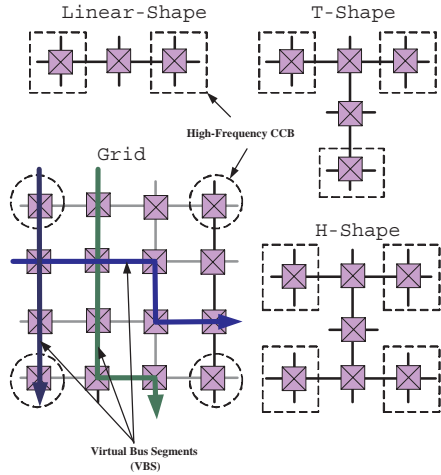 Linear-Shape
T-Shape
High-Frequency CCB
Grid
H-Shape
Virtual Bus Segments
(VBS)